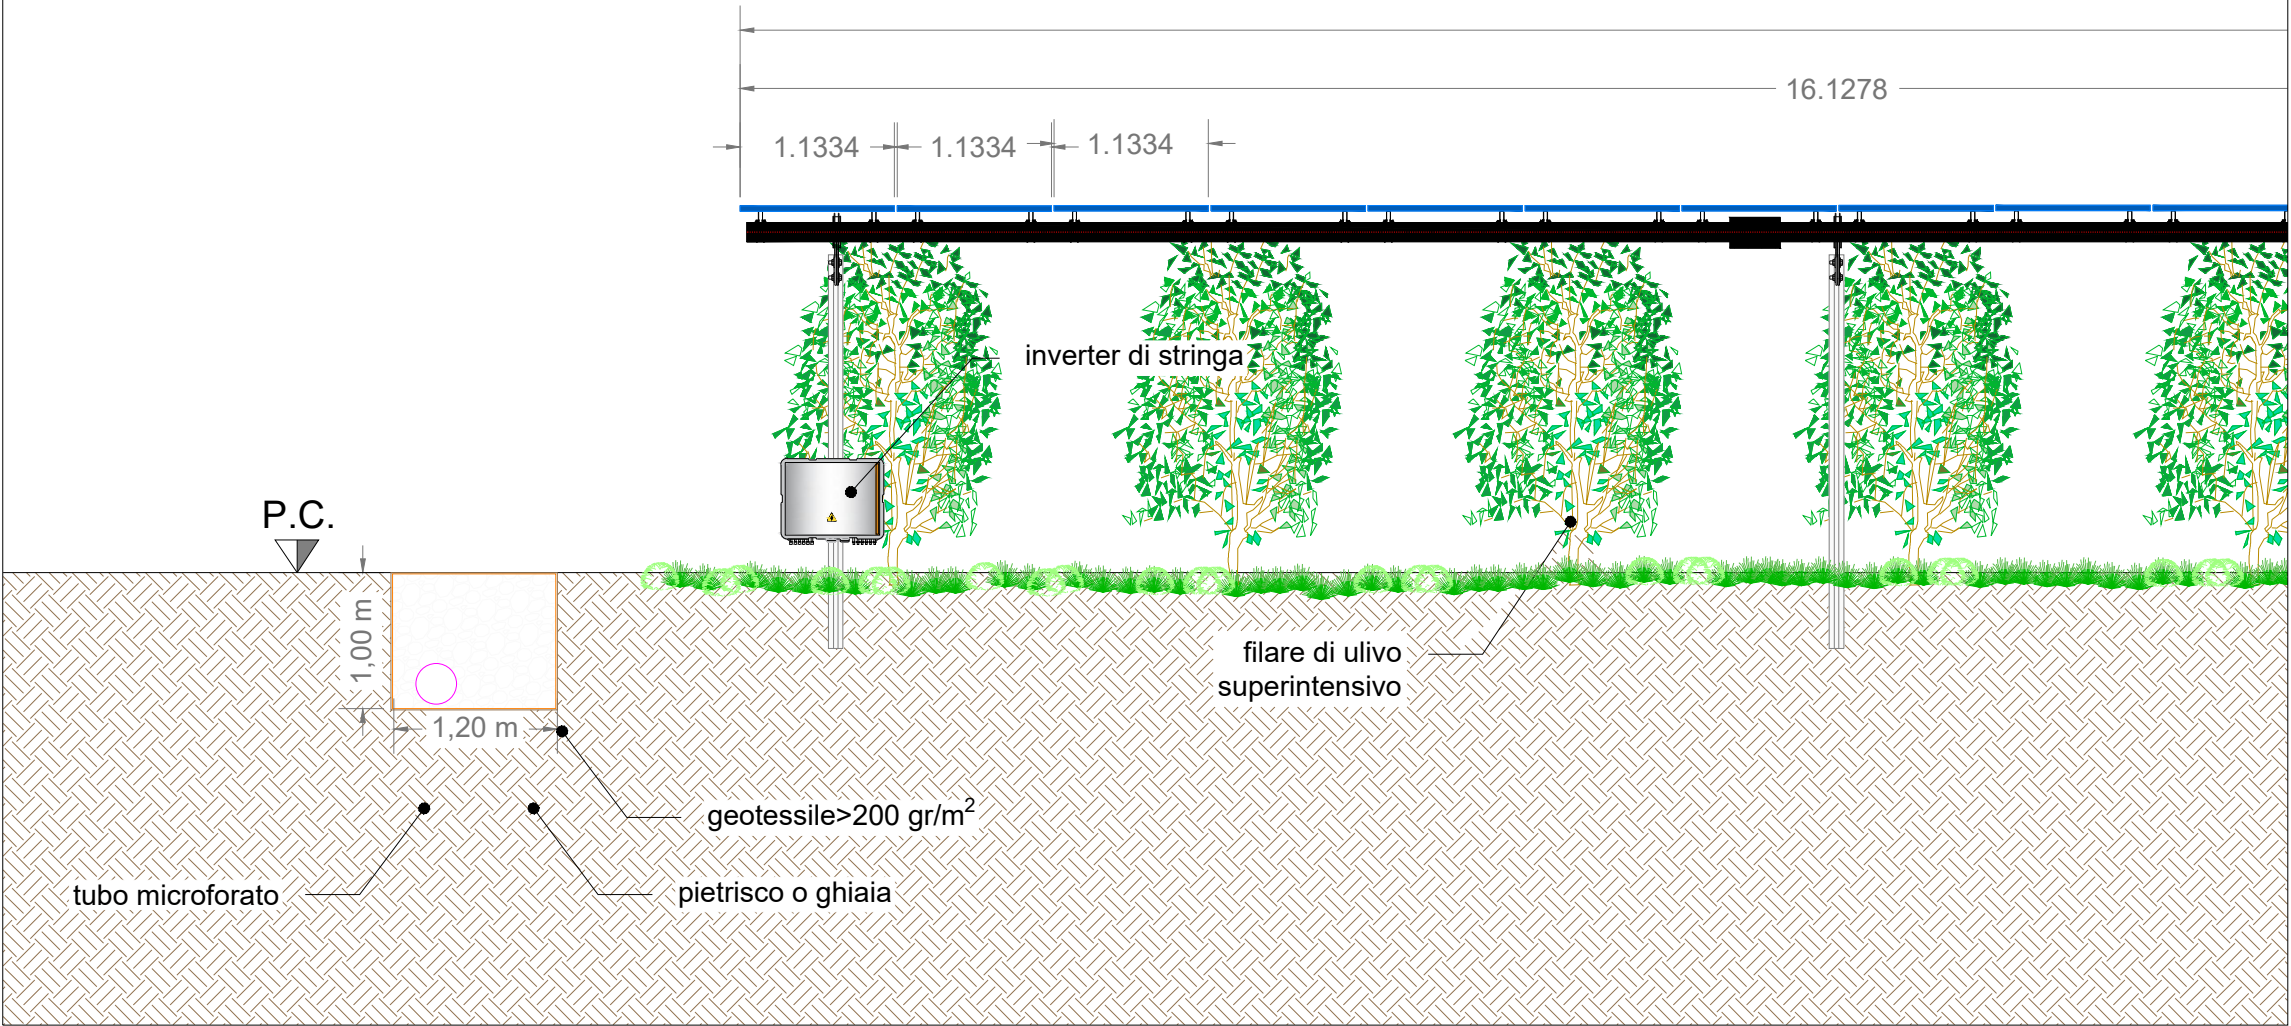 16.1278
1.1334
1.1334
1.1334
inverter di stringa
P.C.
1,00 m
filare di ulivo
superintensivo
1,20 m
geotessile>200 gr/m²
tubo microforato
pietrisco o ghiaia